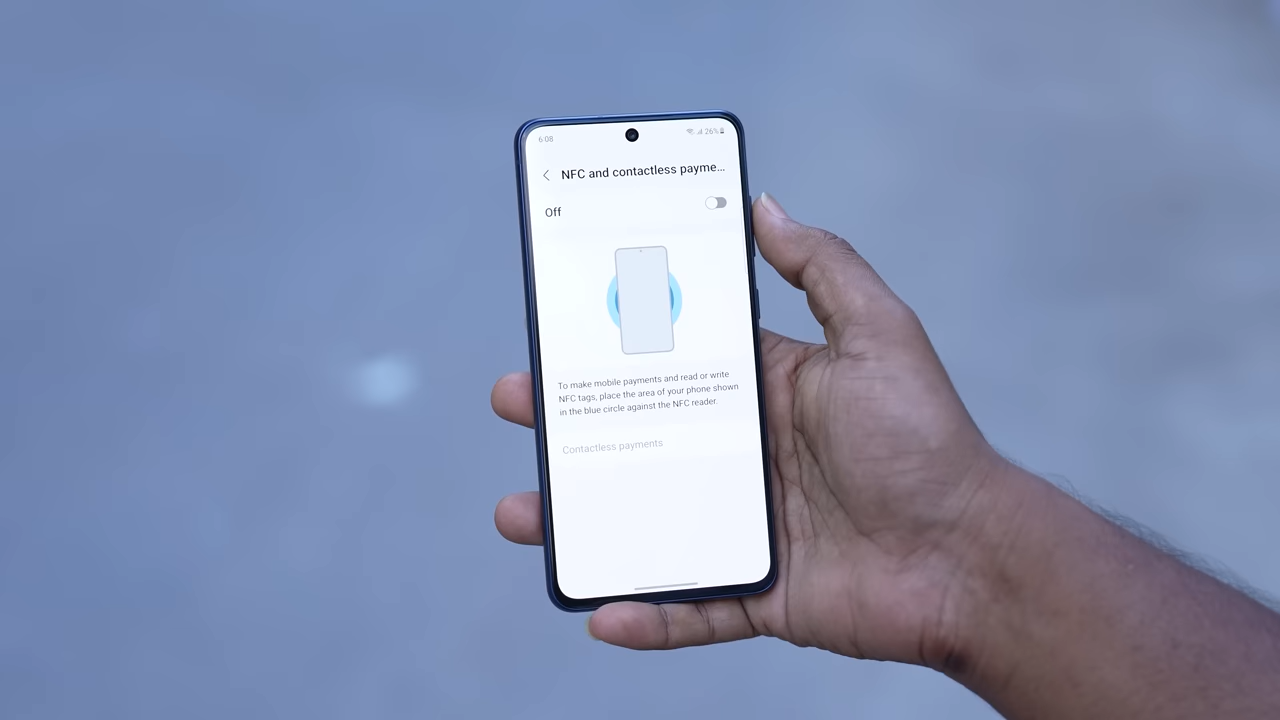 6:08
26%
NFC and contactless payme...
Off
To make mobile payments and read or write
NFC tags, place the area of your phone shown
in the blue circle against the NFC reader.
Contactless payments